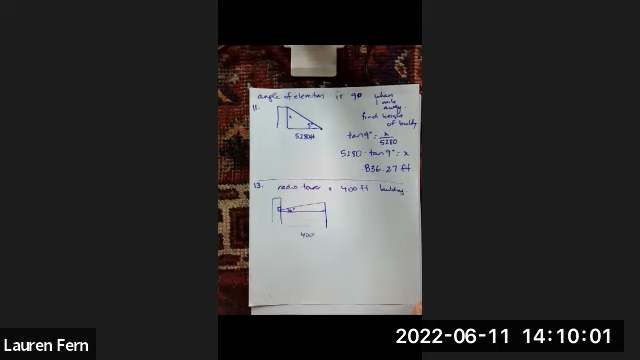 angle of elevation is 9° when
1 mile
away.
11.
find height
of building
x
9°
5280ft
tan 9° = x/5280
5280 · tan 9° = x
836.27 ft.
13. radio tower 400 ft building.
400
Lauren Fern
2022-06-11 14:10:01